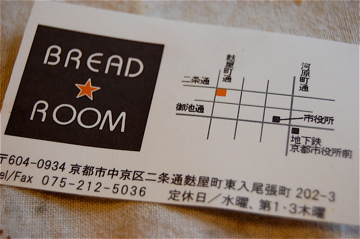 BREAD
ROOM
麩屋町通
河原町通
二条通
御池通
市役所
地下鉄
京都市役所前
〒604-0934 京都市中京区二条通麩屋町東入尾張町 202-3
Tel/Fax 075-212-5036 定休日／水曜、第1·3木曜